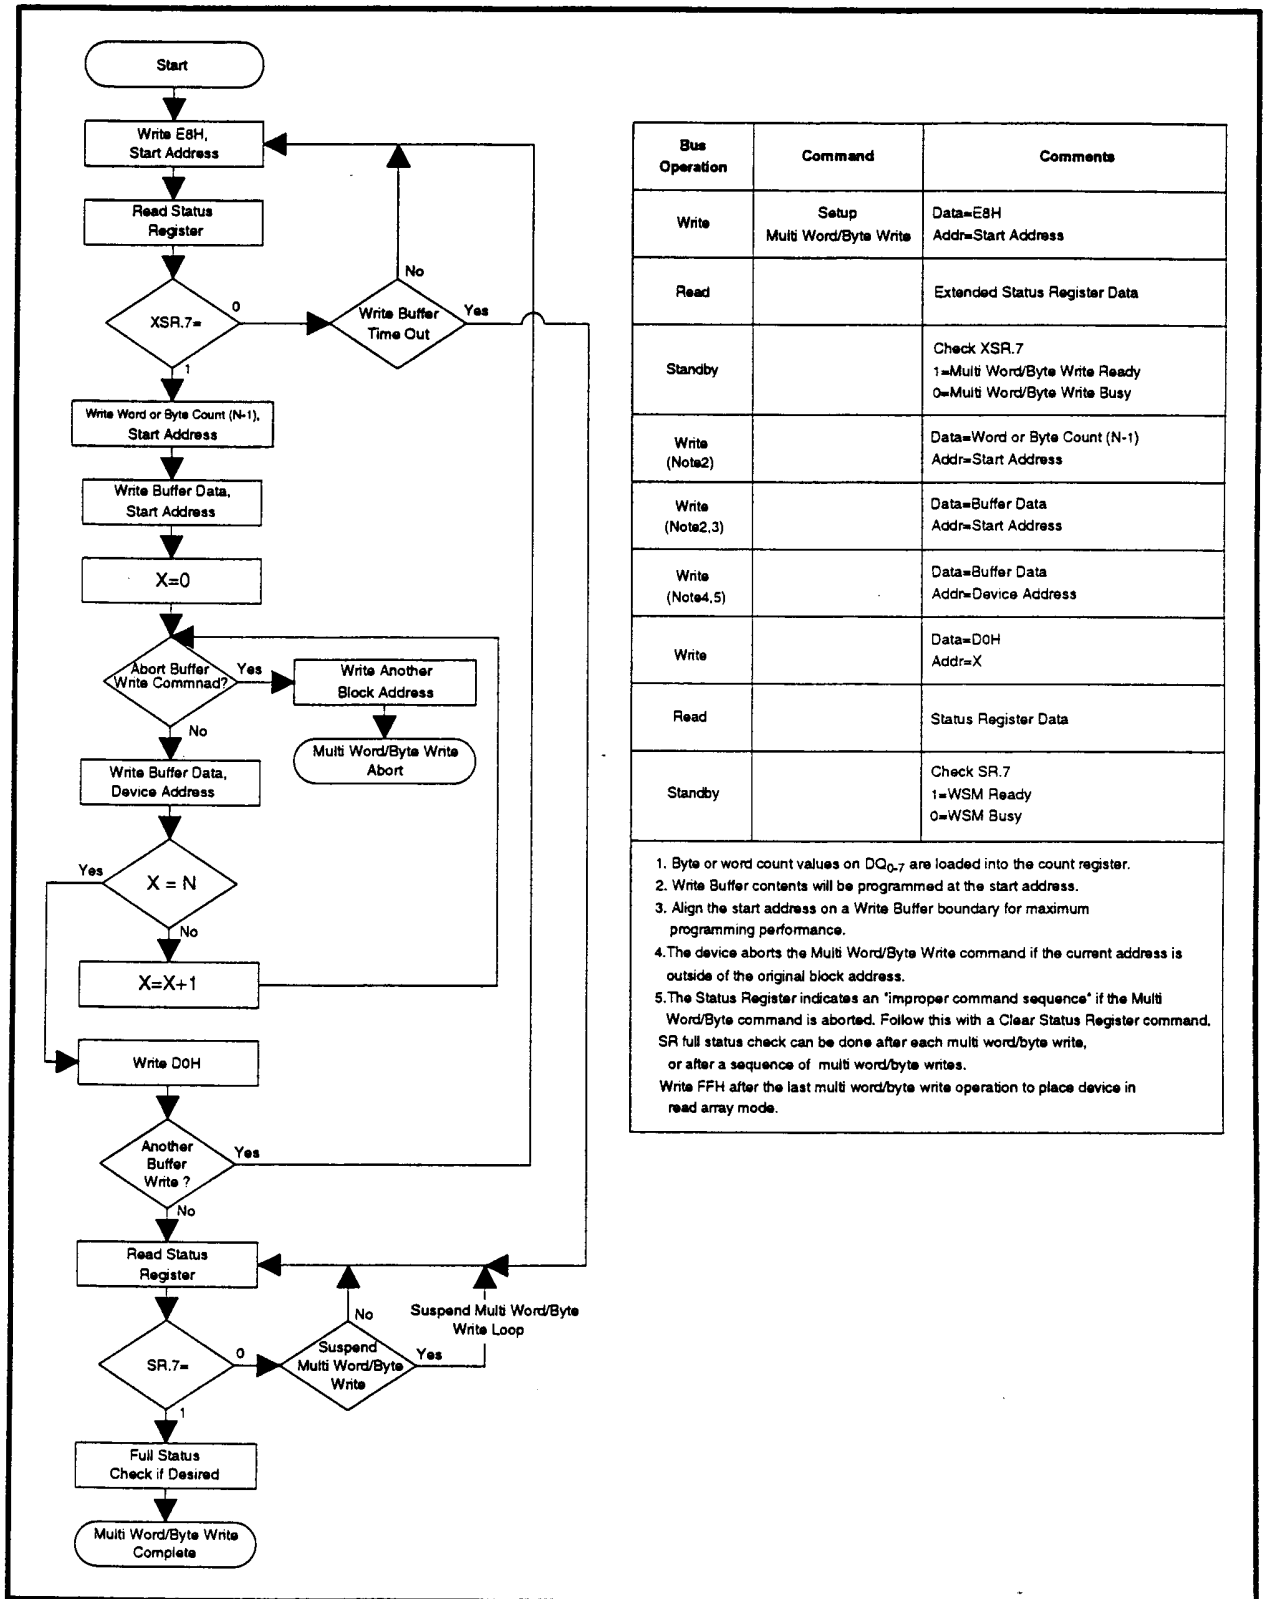 Start
Write E8H,
Start Address
Read Status
Register
No
XSR.7=
0
Write Buffer
Time Out
Yes
1
Write Word or Byte Count (N-1),
Start Address
Write Buffer Data,
Start Address
X=0
Abort Buffer
Write Commnad?
Yes
Write Another
Block Address
No
Multi Word/Byte Write
Abort
Write Buffer Data,
Device Address
Yes
X = N
No
X=X+1
Write D0H
Another
Buffer
Write ?
Yes
No
Read Status
Register
No
Suspend Multi Word/Byte
Write Loop
SR.7=
0
Suspend
Multi Word/Byte
Write
Yes
1
Full Status
Check if Desired
Multi Word/Byte Write
Complete
Bus
Operation
Command
Comments
Write
Setup
Multi Word/Byte Write
Data=E8H
Addr=Start Address
Read
Extended Status Register Data
Standby
Check XSR.7
1=Multi Word/Byte Write Ready
0=Multi Word/Byte Write Busy
Write
(Note2)
Data=Word or Byte Count (N-1)
Addr=Start Address
Write
(Note2,3)
Data=Buffer Data
Addr=Start Address
Write
(Note4,5)
Data=Buffer Data
Addr=Device Address
Write
Data=D0H
Addr=X
Read
Status Register Data
Standby
Check SR.7
1=WSM Ready
0=WSM Busy
1. Byte or word count values on DQ0-7 are loaded into the count register.
2. Write Buffer contents will be programmed at the start address.
3. Align the start address on a Write Buffer boundary for maximum
programming performance.
4.The device aborts the Multi Word/Byte Write command if the current address is
outside of the original block address.
5.The Status Register indicates an "improper command sequence" if the Multi
Word/Byte command is aborted. Follow this with a Clear Status Register command.
SR full status check can be done after each multi word/byte write,
or after a sequence of multi word/byte writes.
Write FFH after the last multi word/byte write operation to place device in
read array mode.